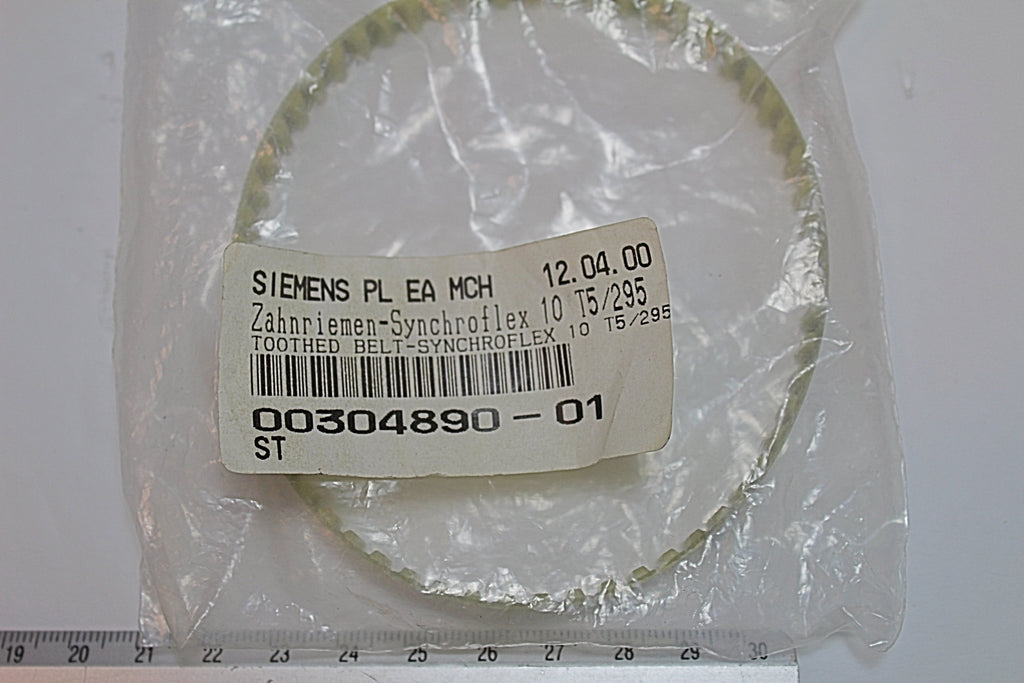 SIEMENS PL EA MCH 12.04.00
Zahnriemen-Synchroflex 10 T5/295
TOOTHED BELT-SYNCHROFLEX 10 T5/295
00304890-01
ST
19 20 21 22 23 24 25 26 27 28 29 30